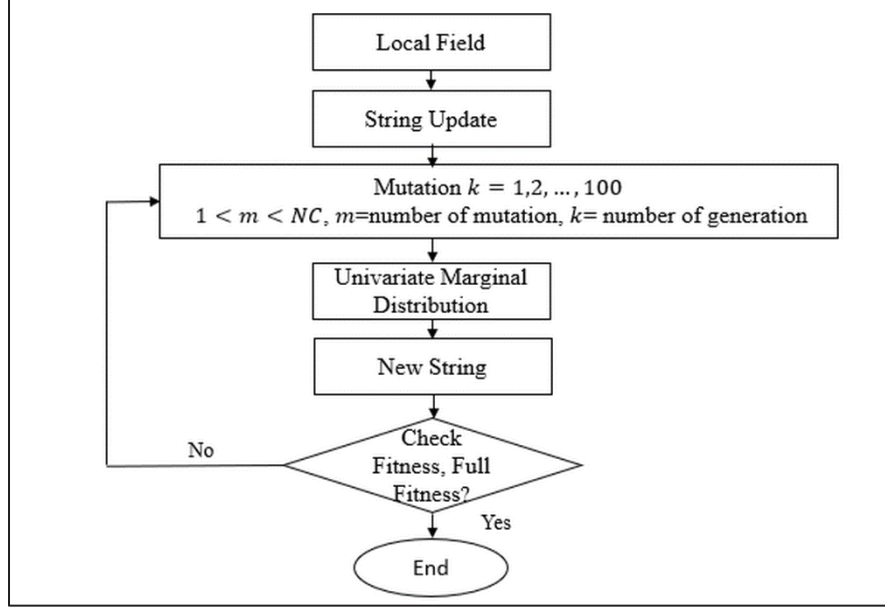 Local Field
String Update
Mutation 𝑘 = 1,2, … , 100
1 < 𝑚 < 𝑁𝐶, 𝑚=number of mutation, 𝑘= number of generation
Univariate Marginal
Distribution
New String
Check
Fitness, Full
Fitness?
No
Yes
End